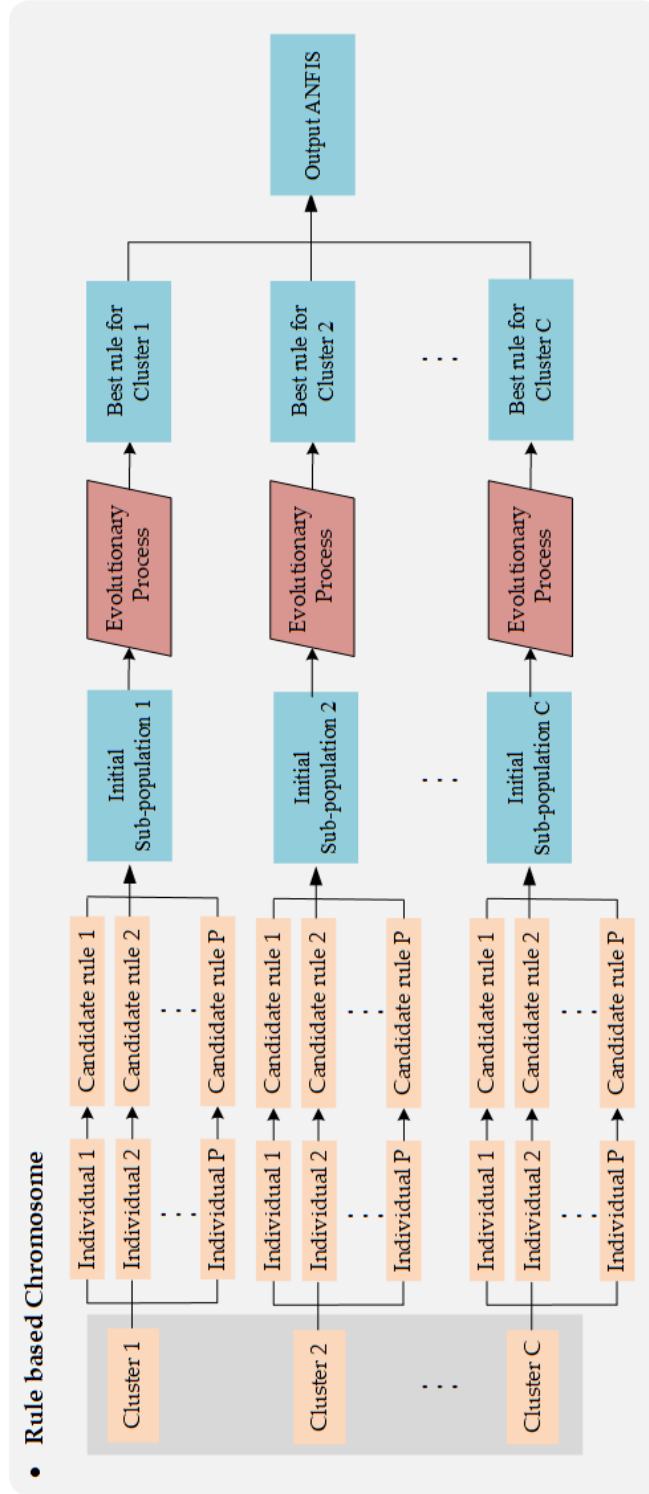 • Rule based Chromosome
Cluster 1
Individual 1
Individual 2
. . .
Individual P
Candidate rule 1
Candidate rule 2
. . .
Candidate rule P
Initial
Sub-population 1
Evolutionary
Process
Best rule for
Cluster 1
Cluster 2
Individual 1
Individual 2
. . .
Individual P
Candidate rule 1
Candidate rule 2
. . .
Candidate rule P
Initial
Sub-population 2
Evolutionary
Process
Best rule for
Cluster 2
Output ANFIS
. . .
. . .
. . .
Cluster C
Individual 1
Individual 2
. . .
Individual P
Candidate rule 1
Candidate rule 2
. . .
Candidate rule P
Initial
Sub-population C
Evolutionary
Process
Best rule for
Cluster C